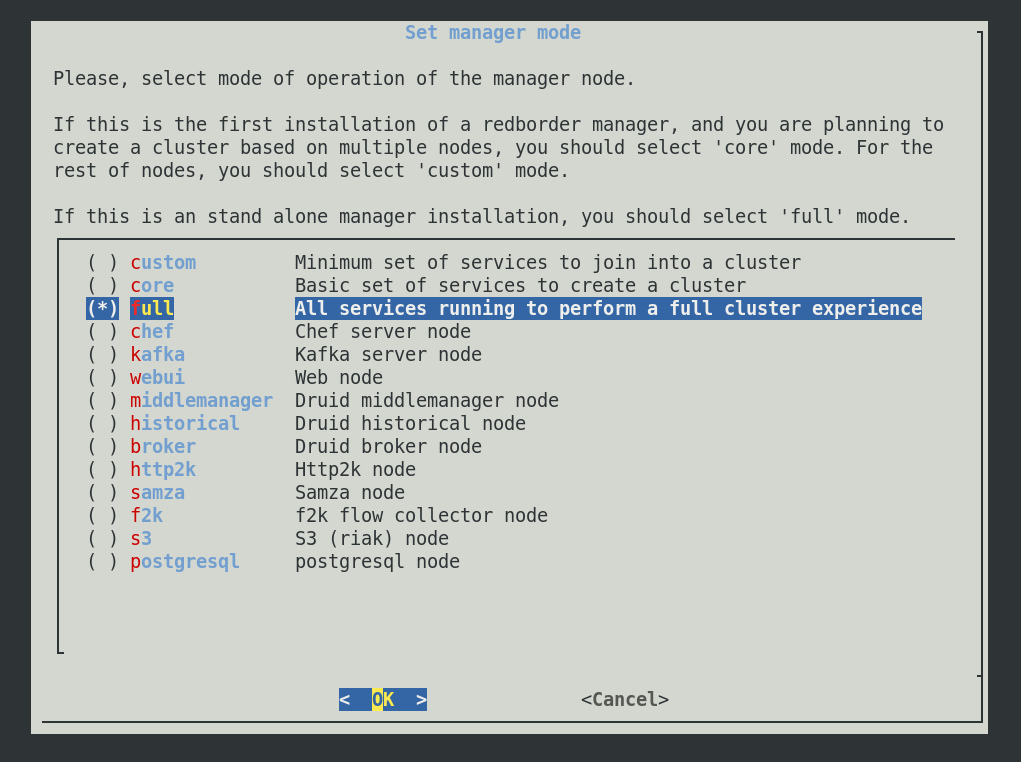 Set manager mode
Please, select mode of operation of the manager node.
If this is the first installation of a redborder manager, and you are planning to
create a cluster based on multiple nodes, you should select 'core' mode. For the
rest of nodes, you should select 'custom' mode.
If this is an stand alone manager installation, you should select 'full' mode.
( ) custom Minimum set of services to join into a cluster
( ) core Basic set of services to create a cluster
(*) full All services running to perform a full cluster experience
( ) chef Chef server node
( ) kafka Kafka server node
( ) webui Web node
( ) middlemanager Druid middlemanager node
( ) historical Druid historical node
( ) broker Druid broker node
( ) http2k Http2k node
( ) samza Samza node
( ) f2k f2k flow collector node
( ) s3 S3 (riak) node
( ) postgresql postgresql node
< OK > <Cancel>